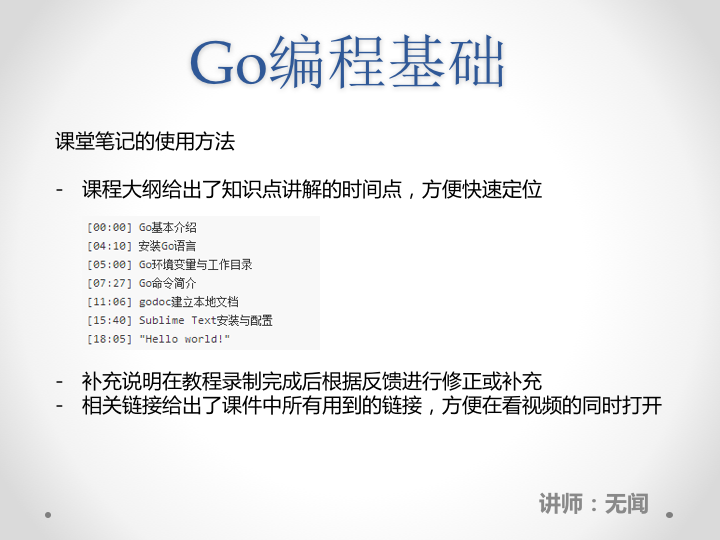 Go编程基础
课堂笔记的使用方法
- 课程大纲给出了知识点讲解的时间点，方便快速定位
[00:00] Go基本介绍
[04:10] 安装Go语言
[05:00] Go环境变量与工作目录
[07:27] Go命令简介
[11:06] godoc建立本地文档
[15:40] Sublime Text安装与配置
[18:05] "Hello world!"
- 补充说明在教程录制完成后根据反馈进行修正或补充
- 相关链接给出了课件中所有用到的链接，方便在看视频的同时打开
讲师：无闻